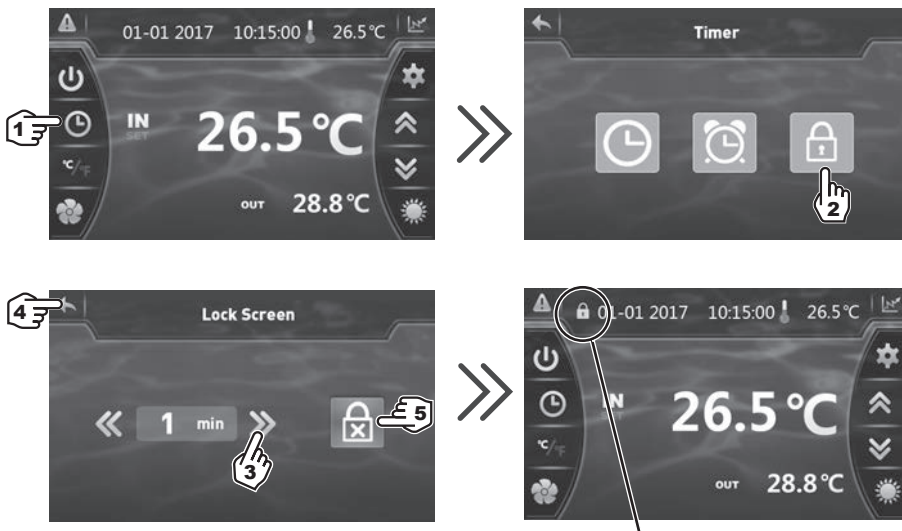 01-01 2017 10:15:00 26.5°C
1
IN
SET
26.5°C
°C/°F
OUT 28.8°C
Timer
2
4
Lock Screen
1 min
5
3
01-01 2017 10:15:00 26.5°C
IN
26.5°C
°C/°F
OUT 28.8°C